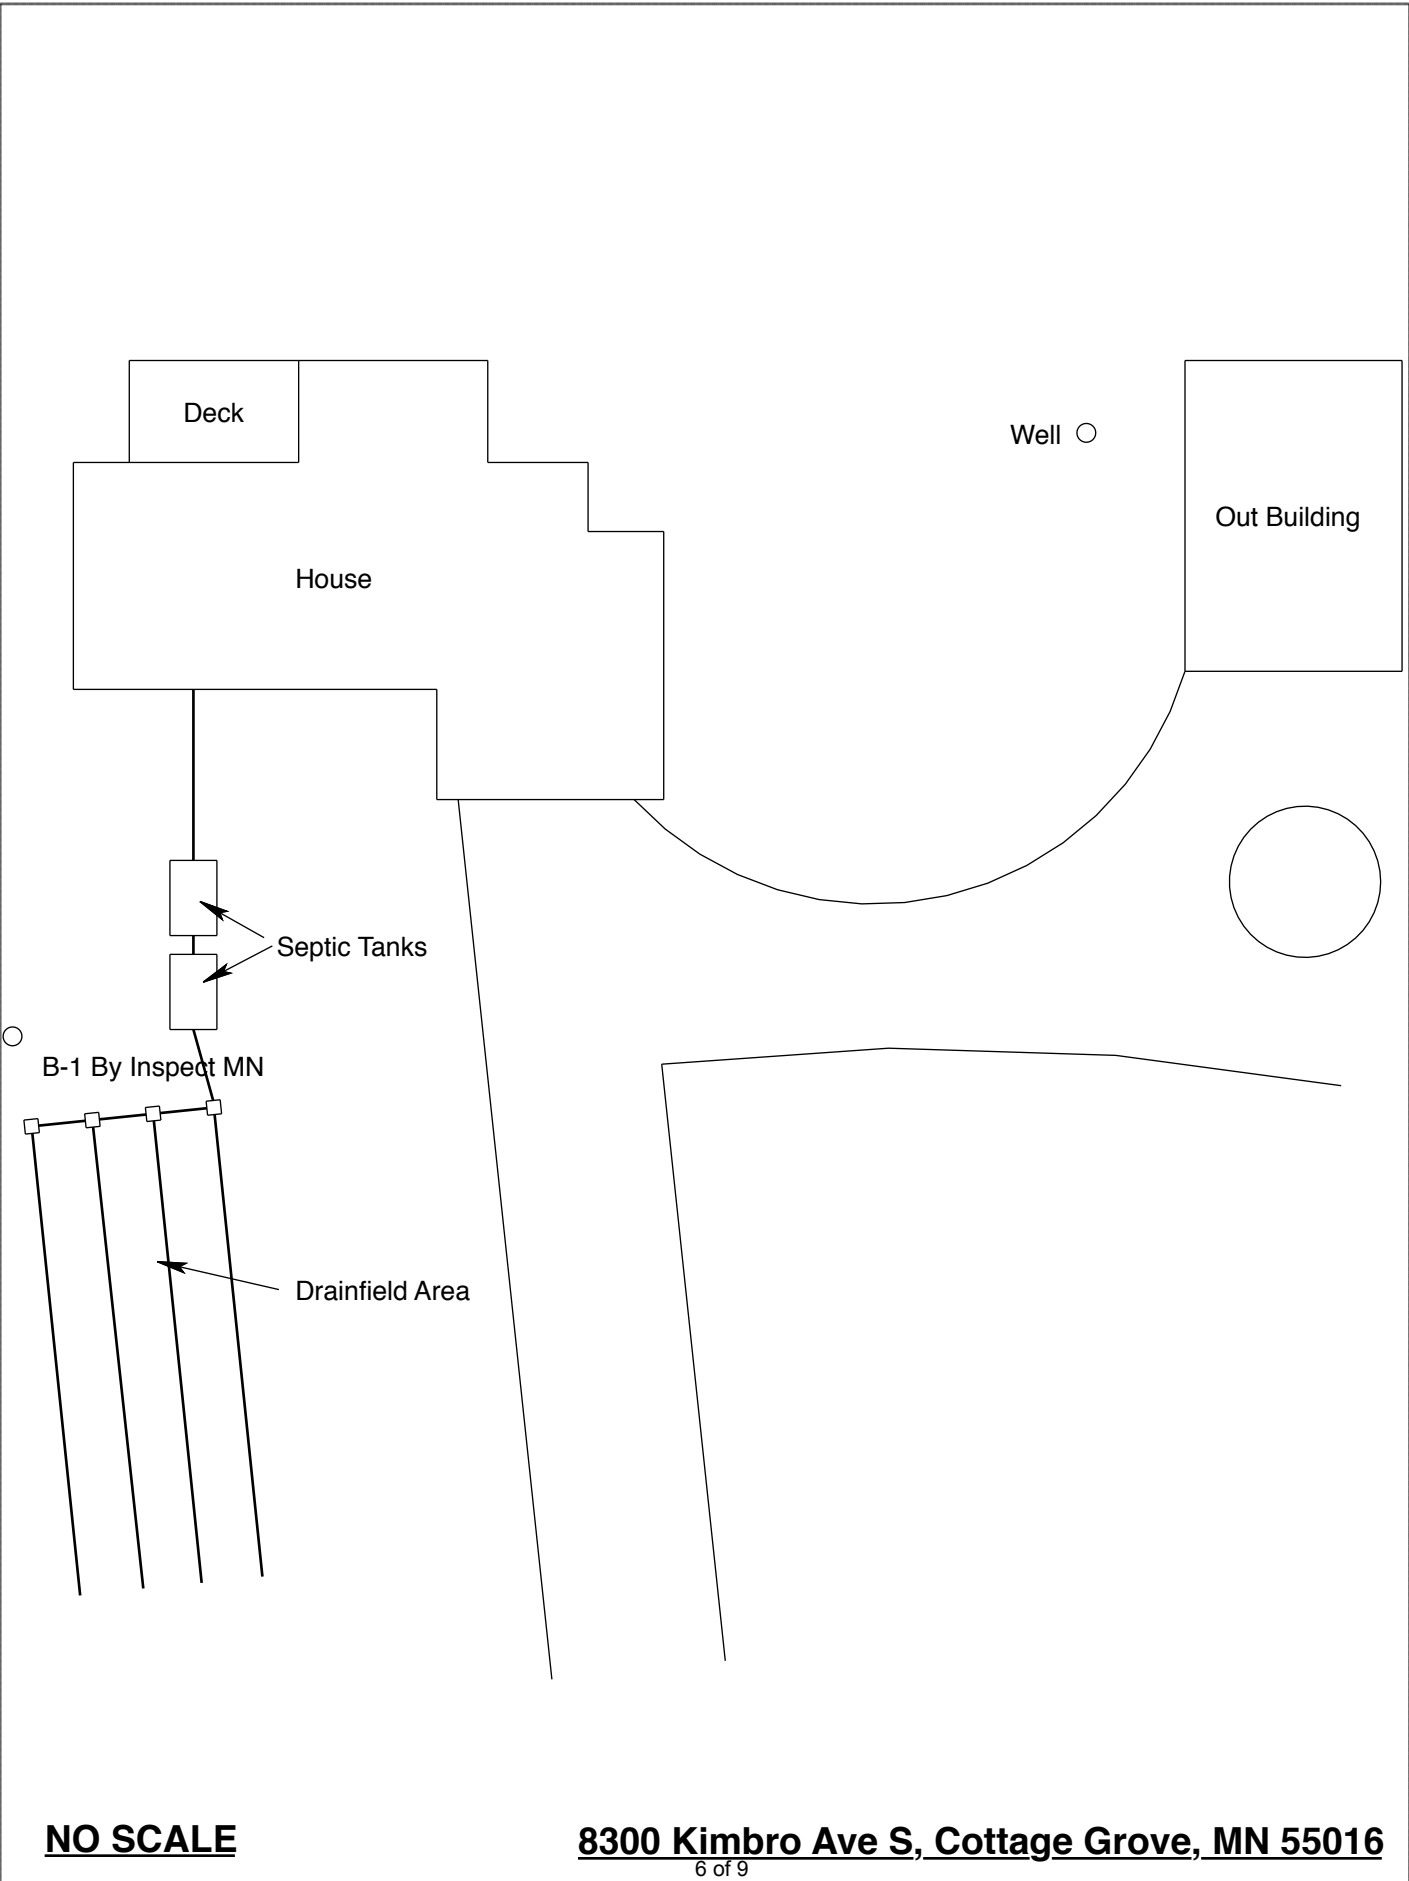 Deck
Well
Out Building
House
Septic Tanks
B-1 By Inspect MN
Drainfield Area
NO SCALE
8300 Kimbro Ave S, Cottage Grove, MN 55016
6 of 9